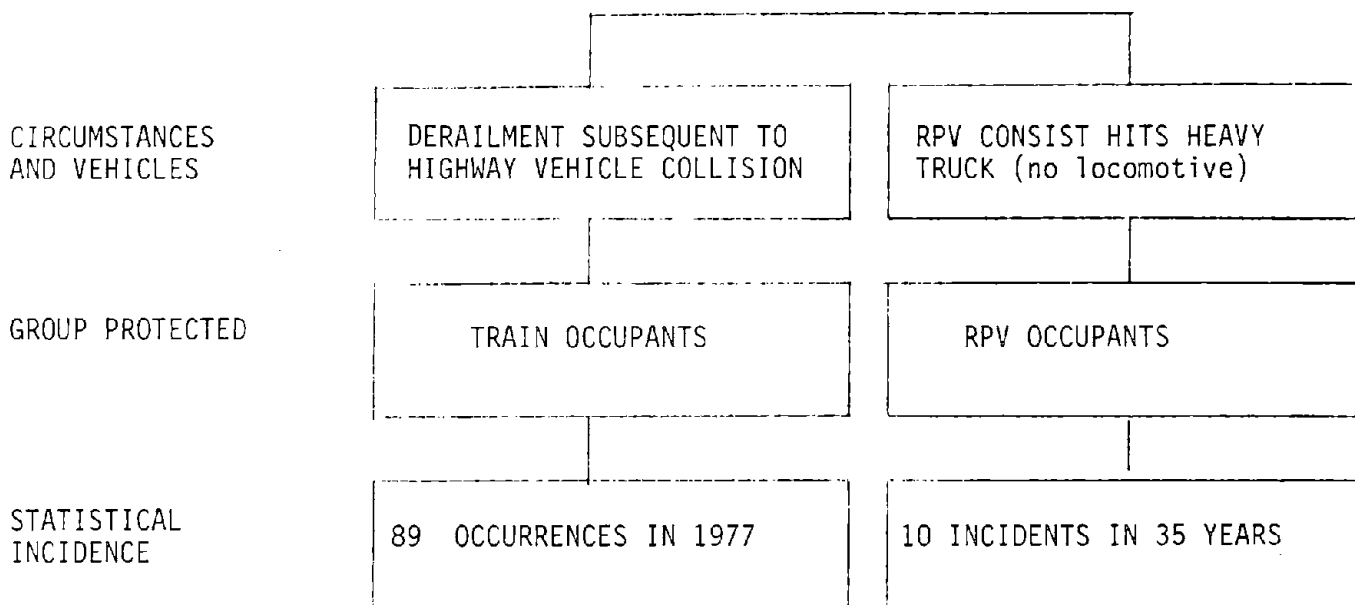 CIRCUMSTANCES
AND VEHICLES
DERAILMENT SUBSEQUENT TO
HIGHWAY VEHICLE COLLISION
RPV CONSIST HITS HEAVY
TRUCK (no locomotive)
GROUP PROTECTED
TRAIN OCCUPANTS
RPV OCCUPANTS
STATISTICAL
INCIDENCE
89 OCCURRENCES IN 1977
10 INCIDENTS IN 35 YEARS